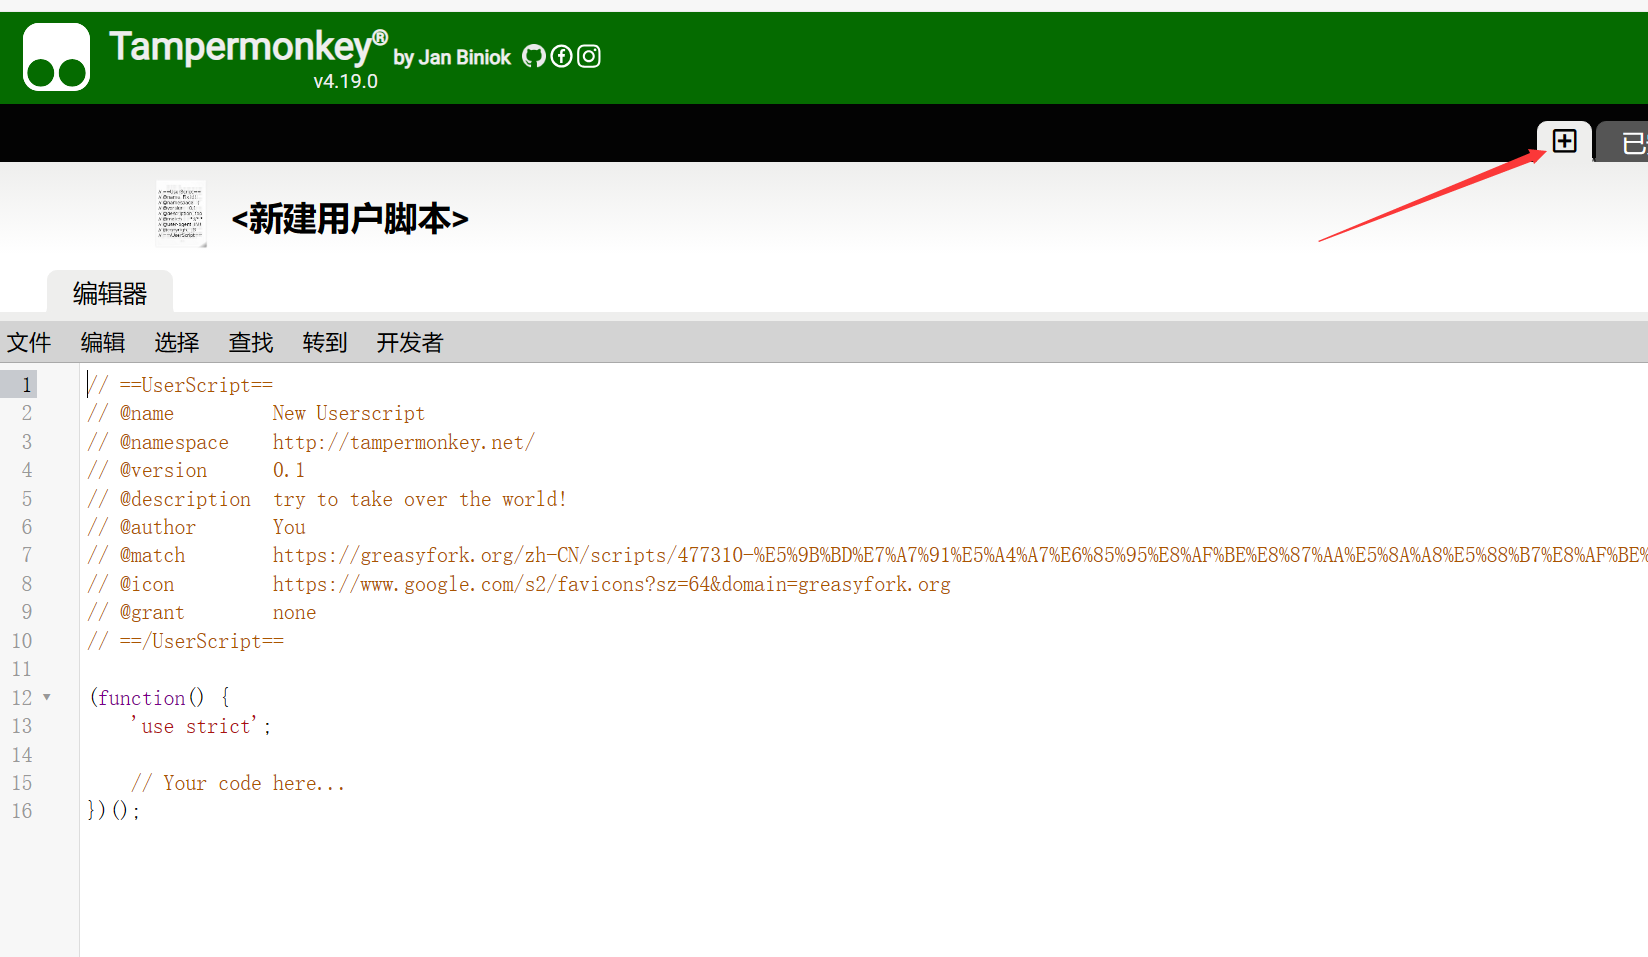 Tampermonkey® by Jan Biniok
v4.19.0
已
<新建用户脚本>
编辑器
文件 编辑 选择 查找 转到 开发者
1 // ==UserScript==
2 // @name New Userscript
3 // @namespace http://tampermonkey.net/
4 // @version 0.1
5 // @description try to take over the world!
6 // @author You
7 // @match https://greasyfork.org/zh-CN/scripts/477310-%E5%9B%BD%E7%A7%91%E5%A4%A7%E6%85%95%E8%AF%BE%E8%87%AA%E5%8A%A8%E5%88%B7%E8%AF%BE%
8 // @icon https://www.google.com/s2/favicons?sz=64&domain=greasyfork.org
9 // @grant none
10 // ==/UserScript==
11
12 (function() {
13 'use strict';
14
15 // Your code here...
16 })();